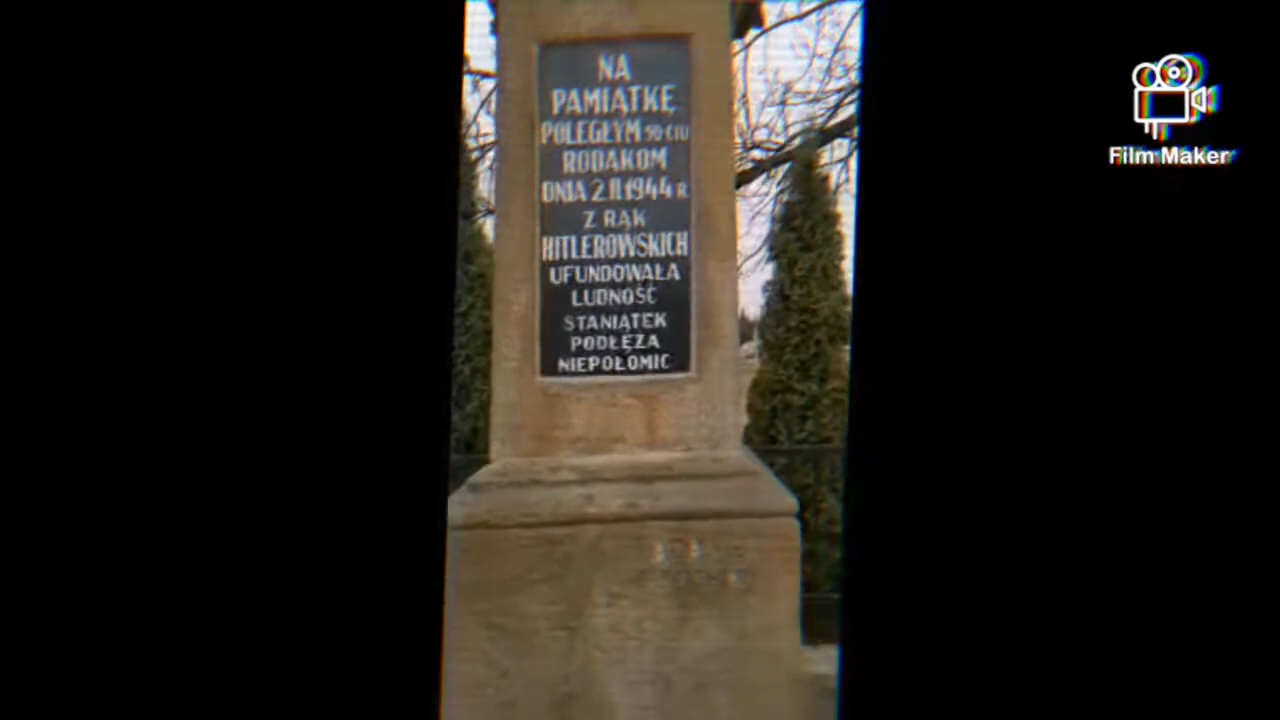 NA
PAMIĄTKĘ
POLEGŁYM 50-CIU
RODAKOM
DNIA 2.II.1944 R.
Z RĄK
HITLEROWSKICH
UFUNDOWAŁA
LUDNOŚĆ
STANIĄTEK
PODŁĘŻA
NIEPOŁOMIC
Film Maker